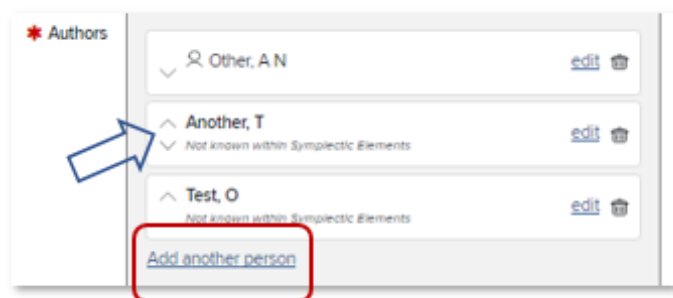 * Authors
Other, A N edit
Another, T edit
Not known within Symplectic Elements
Test, O edit
Not known within Symplectic Elements
Add another person